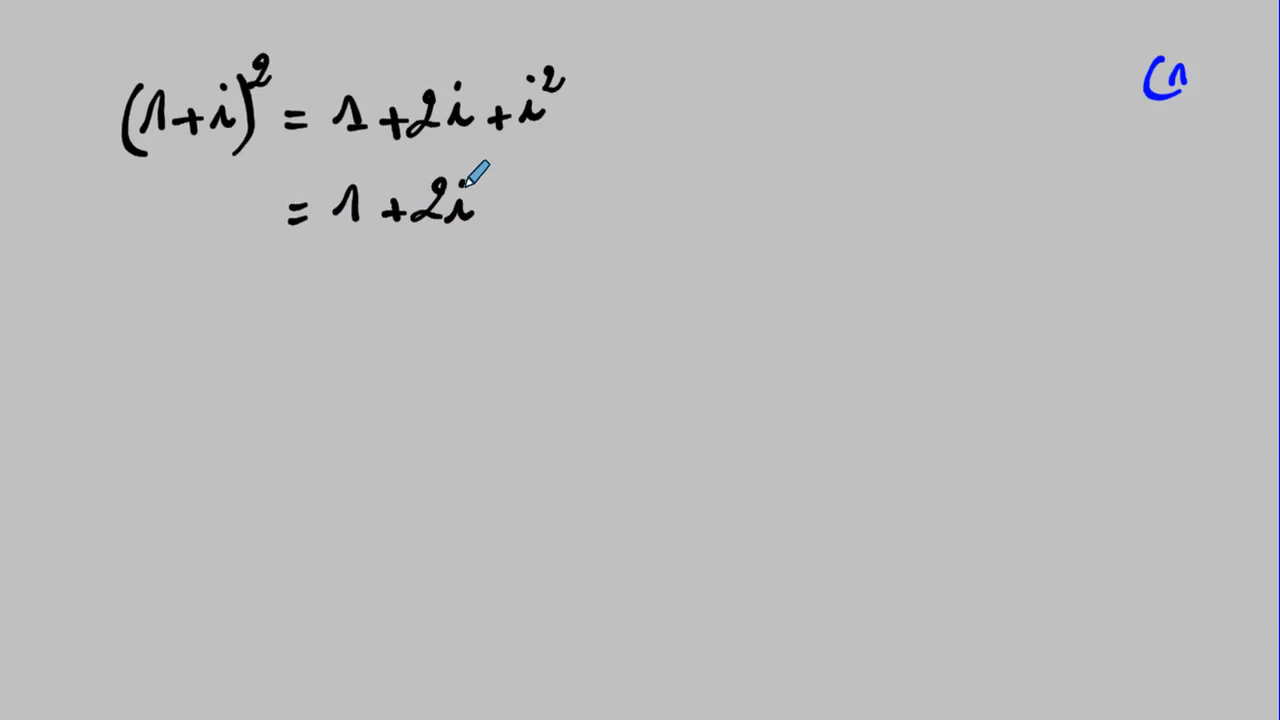 (1+i)² = 1 + 2i + i²
= 1 + 2i